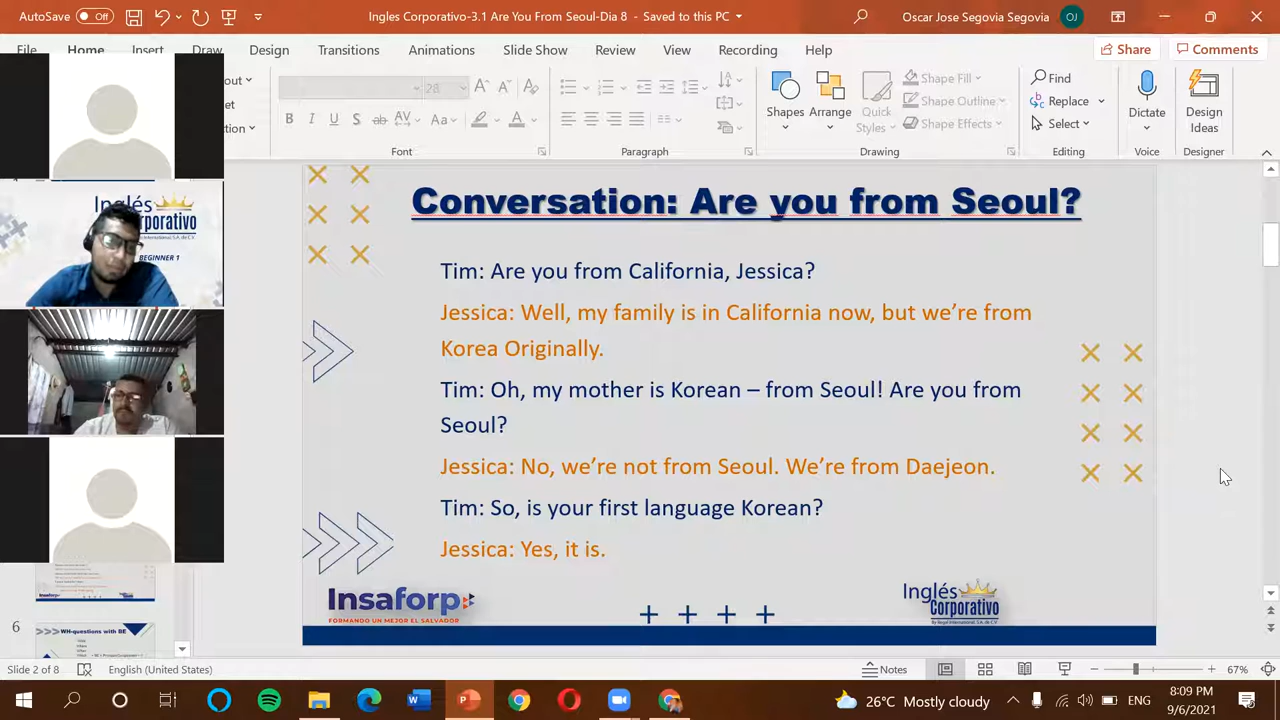 AutoSave Off
Ingles Corporativo-3.1 Are You From Seoul-Dia 8 - Saved to this PC
Oscar Jose Segovia Segovia OJ
File Home Insert Draw Design Transitions Animations Slide Show Review View Recording Help
Share Comments
28
Aa
Shapes Arrange Quick Styles
Shape Fill
Shape Outline
Shape Effects
Find
Replace
Select
Dictate
Design Ideas
Font Paragraph Drawing Editing Voice Designer
Inglés
BEGINNER 1
Conversation: Are you from Seoul?
Tim: Are you from California, Jessica?
Jessica: Well, my family is in California now, but we’re from
Korea Originally.
Tim: Oh, my mother is Korean – from Seoul! Are you from
Seoul?
Jessica: No, we’re not from Seoul. We’re from Daejeon.
Tim: So, is your first language Korean?
Jessica: Yes, it is.
Insaforp
FORMANDO UN MEJOR EL SALVADOR
Inglés
Corporativo
6
WH-questions with BE
Slide 2 of 8
English (United States)
Notes
67%
26°C Mostly cloudy
ENG
8:09 PM
9/6/2021